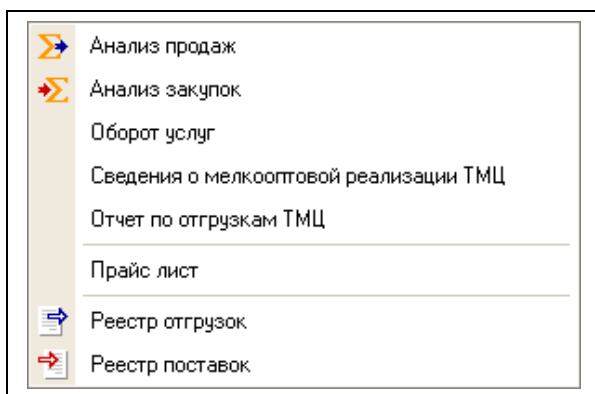 Анализ продаж
Анализ закупок
Оборот услуг
Сведения о мелкооптовой реализации ТМЦ
Отчет по отгрузкам ТМЦ
Прайс лист
Реестр отгрузок
Реестр поставок